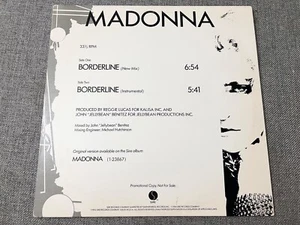 MADONNA
33⅓ RPM
Side One
BORDERLINE (New Mix) 6:54
Side Two
BORDERLINE (Instrumental) 5:41
PRODUCED BY REGGIE LUCAS FOR KALISA INC. AND
JOHN "JELLYBEAN" BENITEZ FOR JELLYBEAN PRODUCTIONS INC.
Mixed by John "Jellybean" Benitez
Mixing Engineer, Michael Hutchinson
Original version available on the Sire album
MADONNA (1-23867)
Promotional Copy Not For Sale